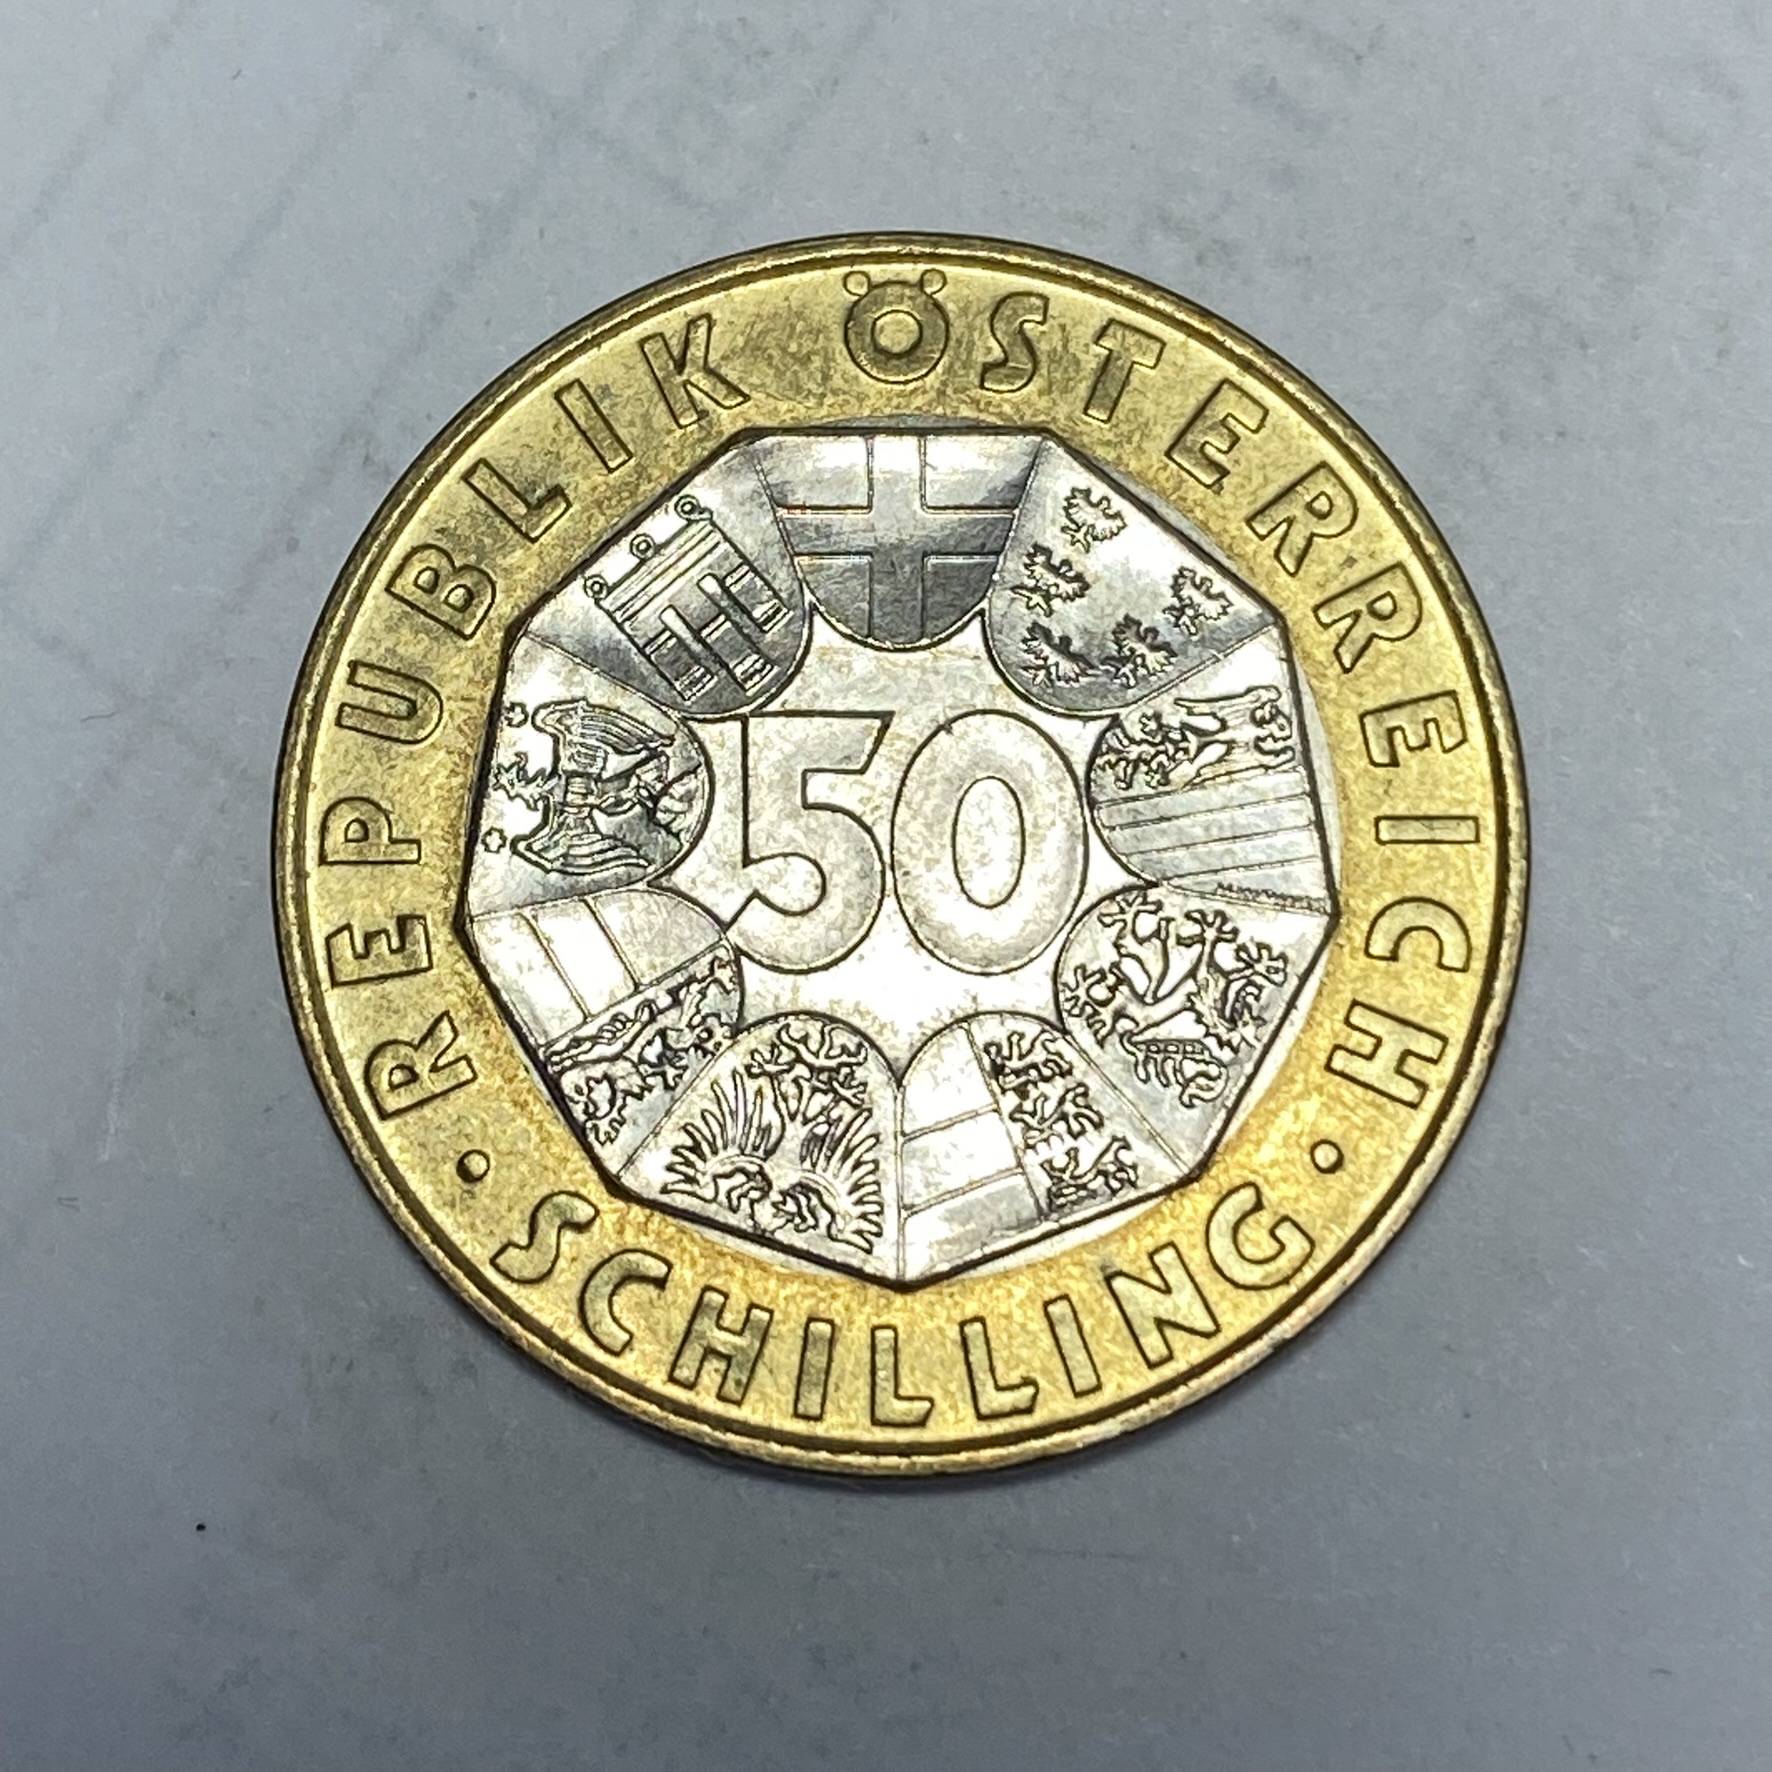 REPUBLIK ÖSTERREICH
50
· SCHILLING ·